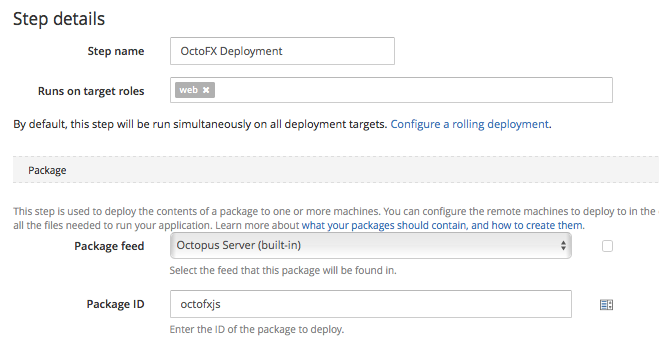 Step details
Step name OctoFX Deployment
Runs on target roles web ✖
By default, this step will be run simultaneously on all deployment targets. Configure a rolling deployment.
Package
This step is used to deploy the contents of a package to one or more machines. You can configure the remote machines to deploy to in the
all the files needed to run your application. Learn more about what your packages should contain, and how to create them.
Package feed Octopus Server (built-in)
Select the feed that this package will be found in.
Package ID octofxjs
Enter the ID of the package to deploy.